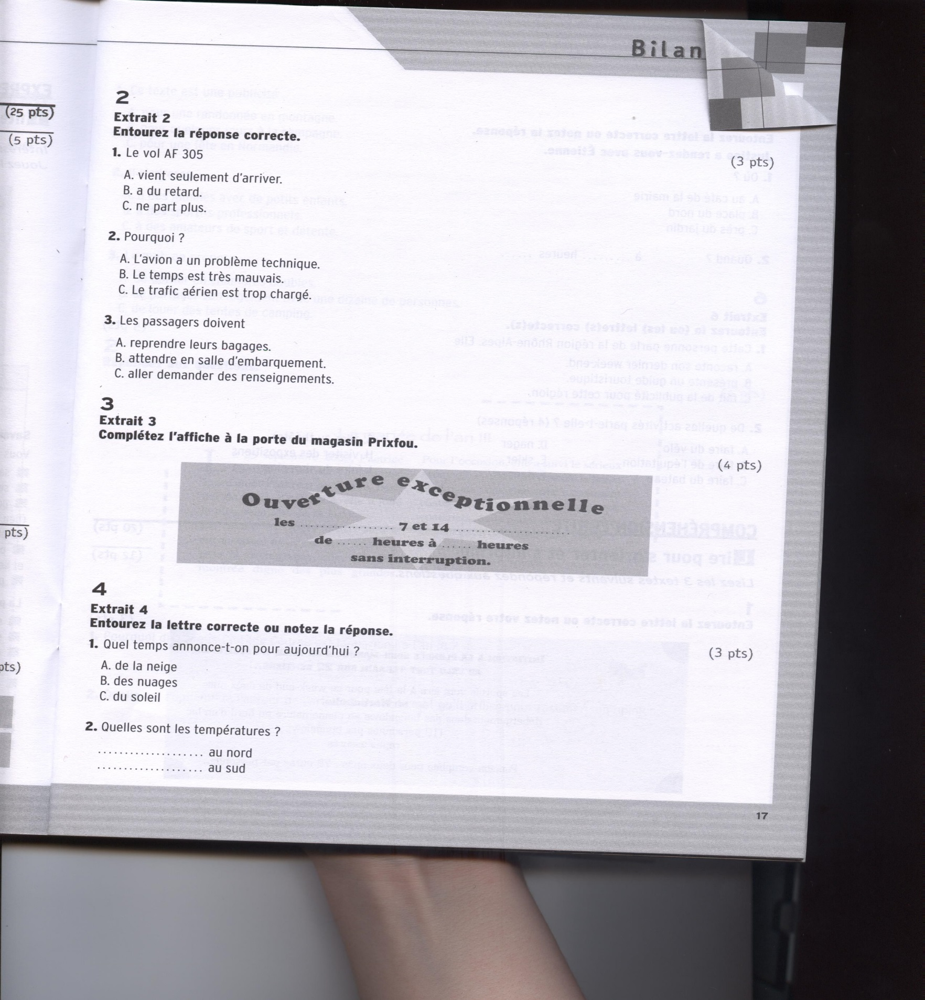 Bilan
(25 pts)
(5 pts)
pts)
pts)
2
Extrait 2
Entourez la réponse correcte.
1. Le vol AF 305
(3 pts)
A. vient seulement d'arriver.
B. a du retard.
C. ne part plus.
2. Pourquoi ?
A. L'avion a un problème technique.
B. Le temps est très mauvais.
C. Le trafic aérien est trop chargé.
3. Les passagers doivent
A. reprendre leurs bagages.
B. attendre en salle d'embarquement.
C. aller demander des renseignements.
3
Extrait 3
Complétez l'affiche à la porte du magasin Prixfou.
(4 pts)
Ouverture exceptionnelle
les .................. 7 et 14 ......................
de ...... heures à ...... heures
sans interruption.
4
Extrait 4
Entourez la lettre correcte ou notez la réponse.
1. Quel temps annonce-t-on pour aujourd'hui ?
(3 pts)
A. de la neige
B. des nuages
C. du soleil
2. Quelles sont les températures ?
.................... au nord
.................... au sud
17